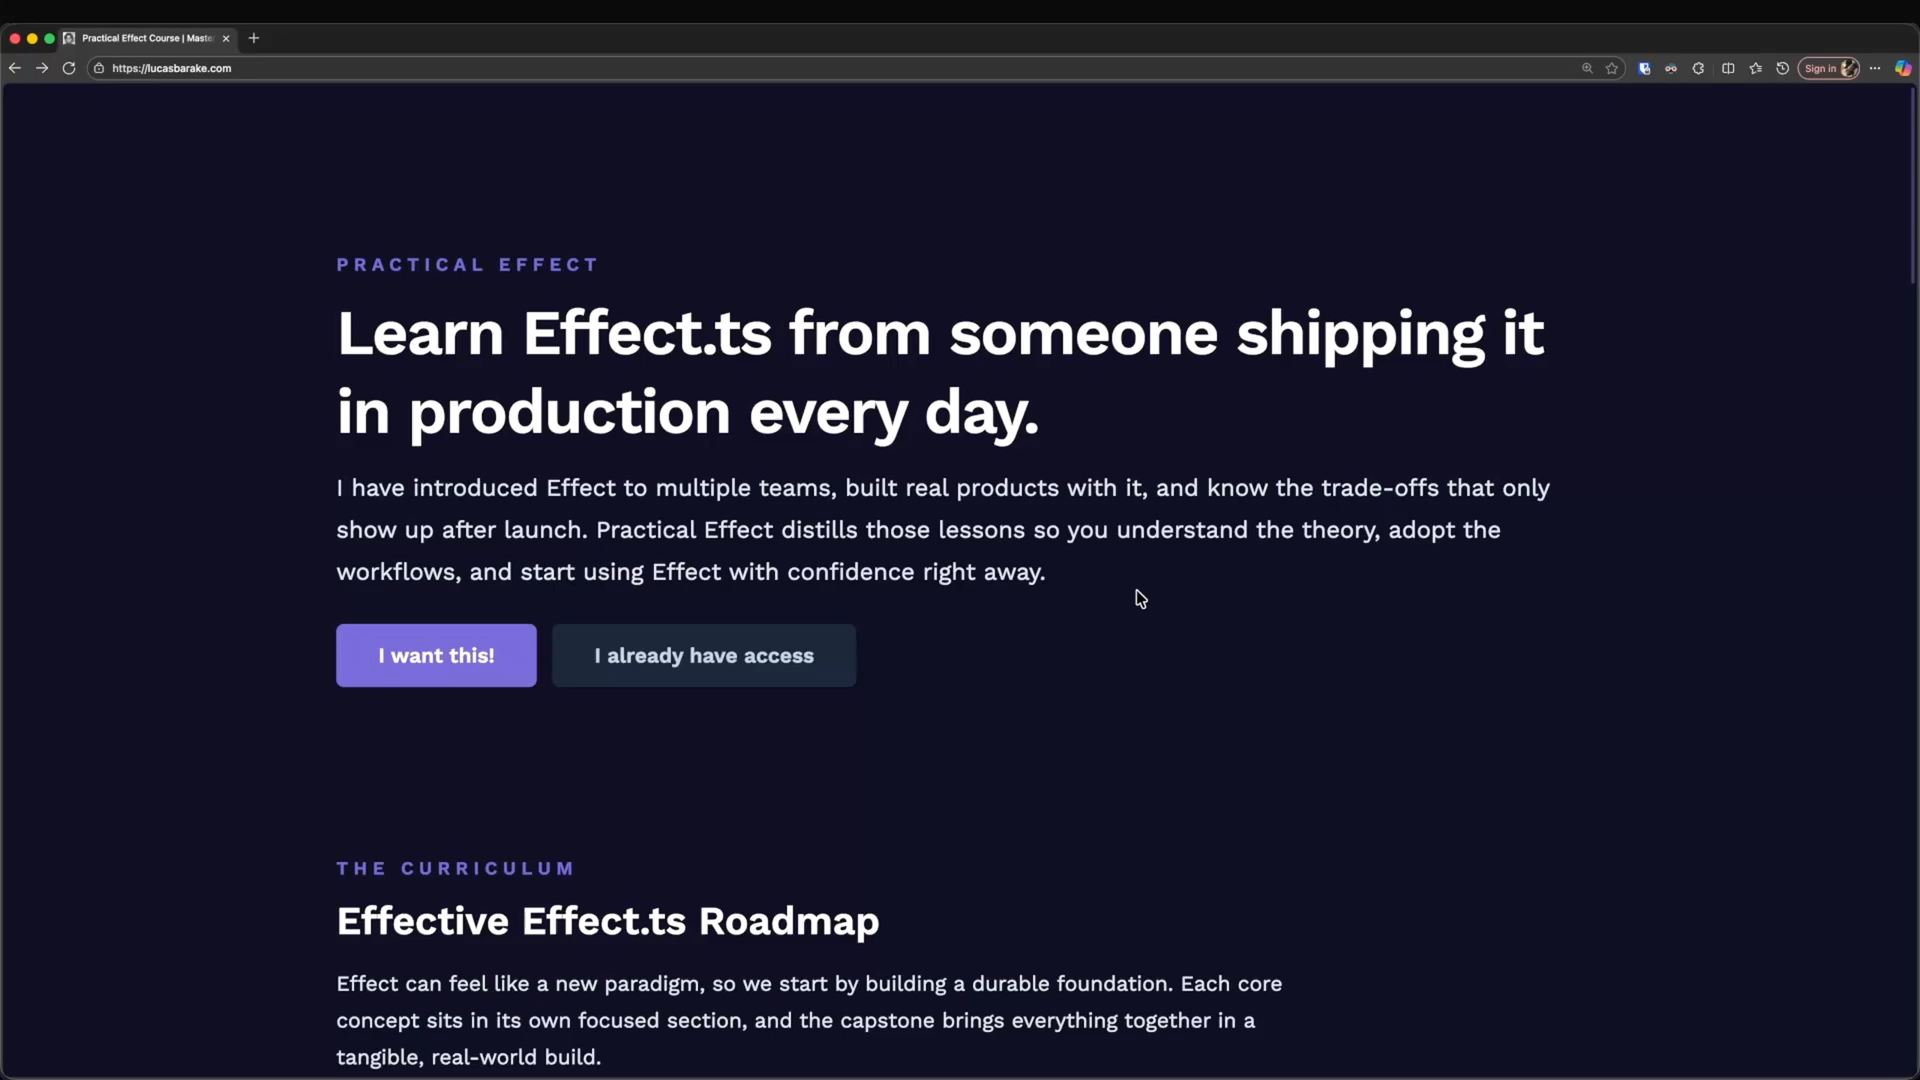 Practical Effect Course | Maste
https://lucasbarake.com
Sign in
PRACTICAL EFFECT
Learn Effect.ts from someone shipping it
in production every day.
I have introduced Effect to multiple teams, built real products with it, and know the trade-offs that only
show up after launch. Practical Effect distills those lessons so you understand the theory, adopt the
workflows, and start using Effect with confidence right away.
I want this!
I already have access
THE CURRICULUM
Effective Effect.ts Roadmap
Effect can feel like a new paradigm, so we start by building a durable foundation. Each core
concept sits in its own focused section, and the capstone brings everything together in a
tangible, real-world build.